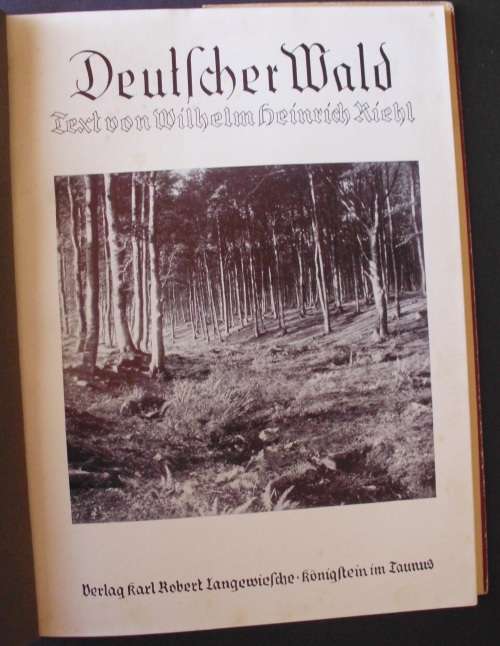 Deutſcher Wald
Text von Wilhelm Heinrich Riehl
Verlag Karl Robert Langewieſche · Königſtein im Taunus